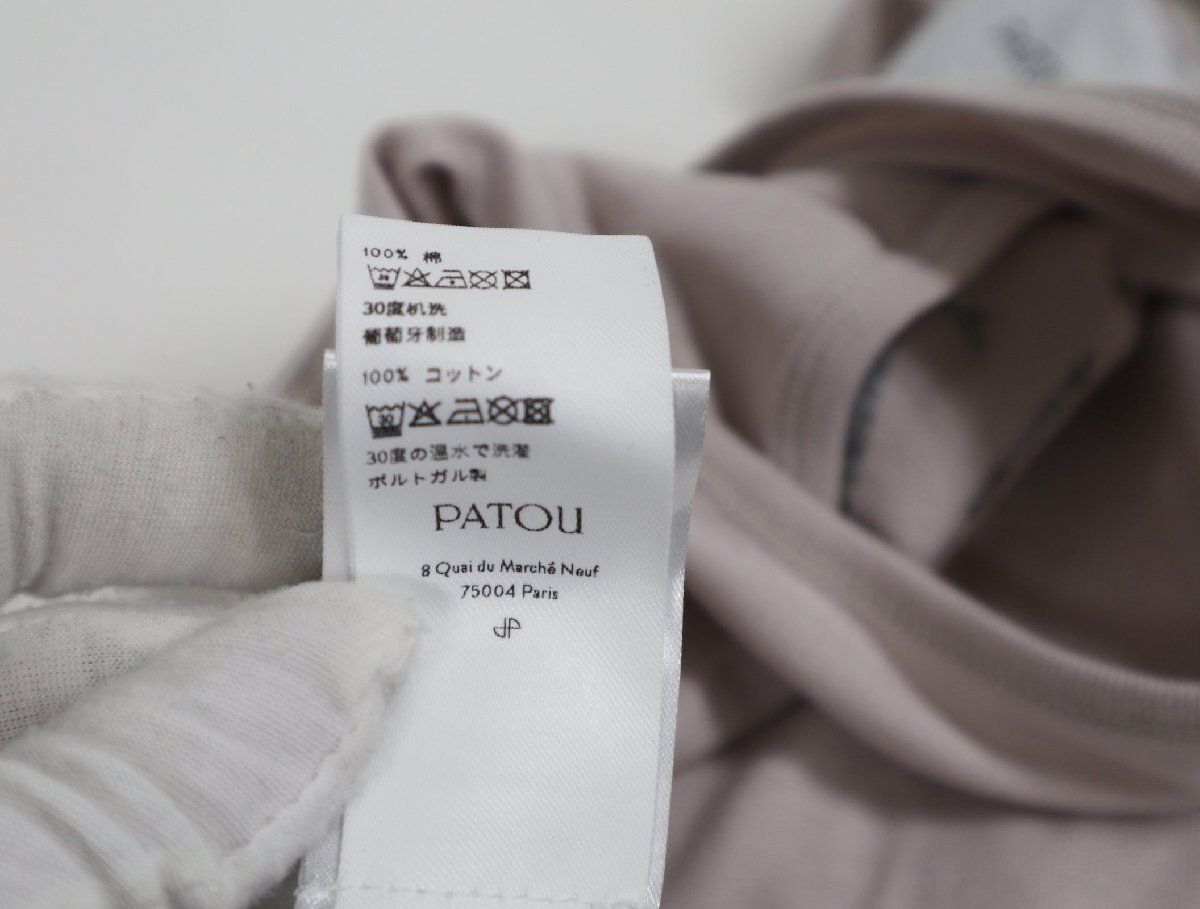 100% 棉
30度机洗
葡萄牙制造
100% コットン
30
30度の温水で洗濯
ポルトガル製
PATOU
8 Quai du Marché Neuf
75004 Paris
JP